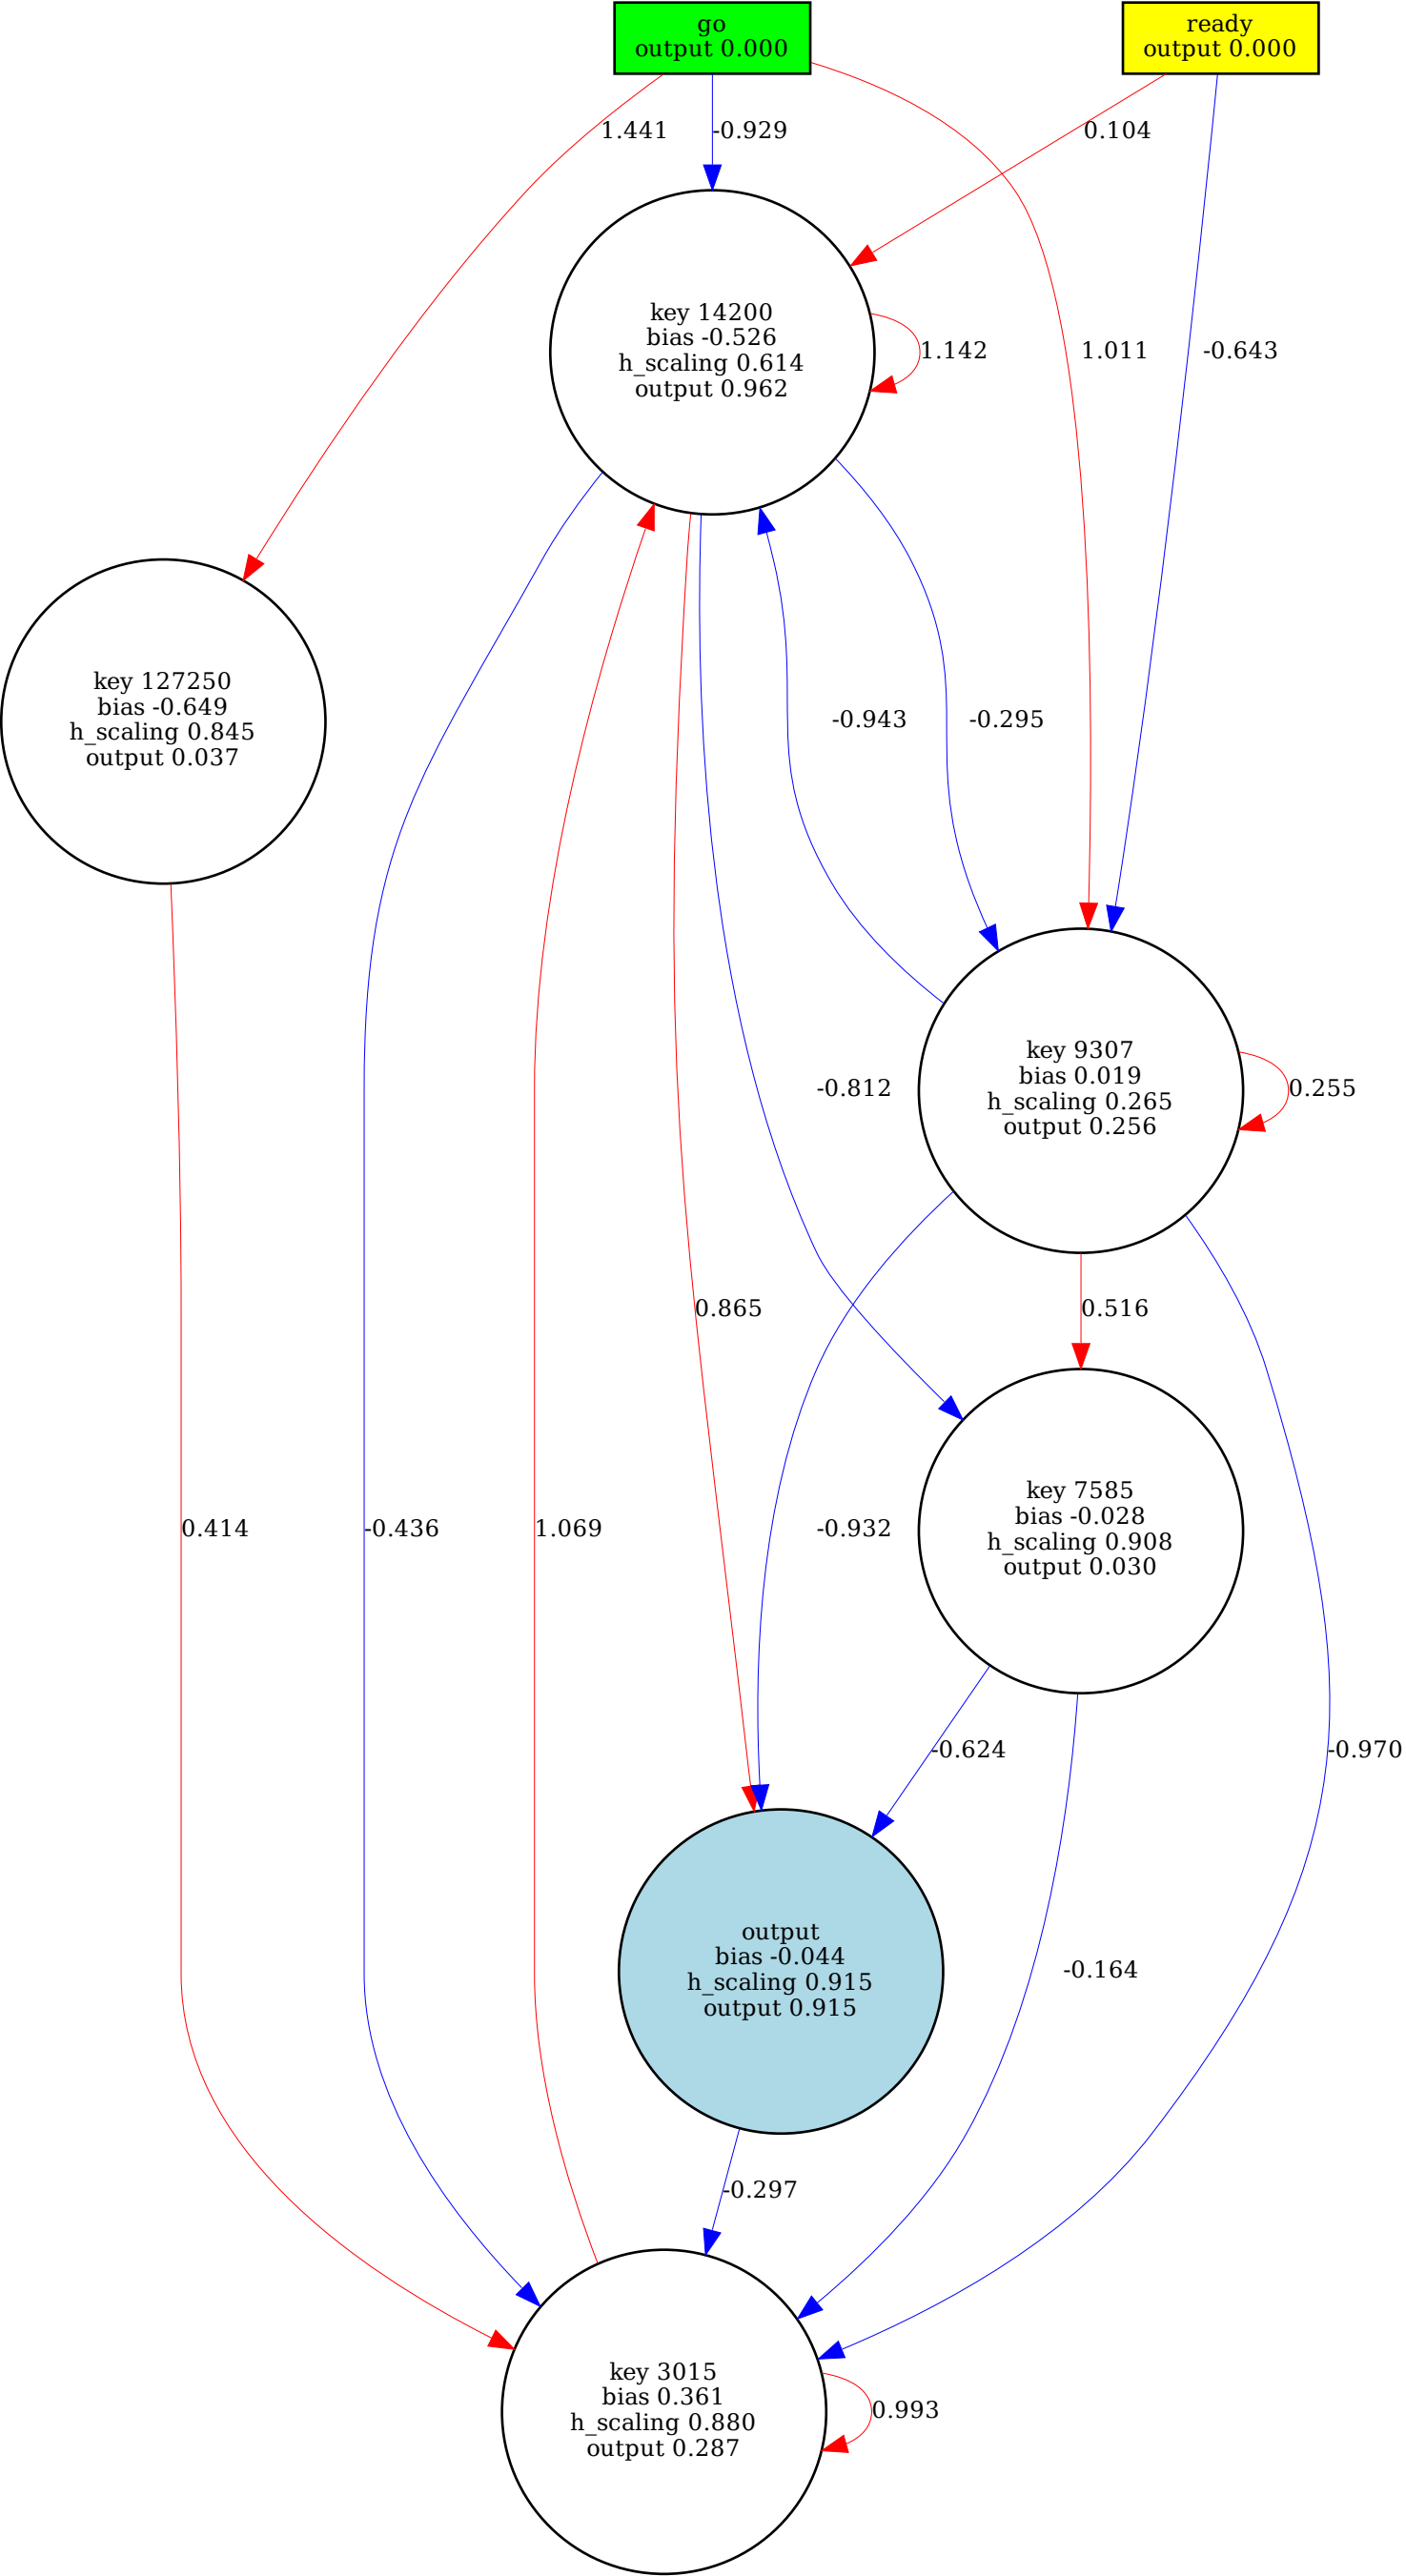 go
output 0.000
ready
output 0.000
1.441
-0.929
0.104
key 14200
bias -0.526
h_scaling 0.614
output 0.962
1.142
1.011
-0.643
key 127250
bias -0.649
h_scaling 0.845
output 0.037
-0.943
-0.295
key 9307
bias 0.019
h_scaling 0.265
output 0.256
-0.812
0.255
0.865
0.516
key 7585
bias -0.028
h_scaling 0.908
output 0.030
0.414
-0.436
1.069
-0.932
-0.624
-0.970
output
bias -0.044
h_scaling 0.915
output 0.915
-0.164
-0.297
key 3015
bias 0.361
h_scaling 0.880
output 0.287
0.993